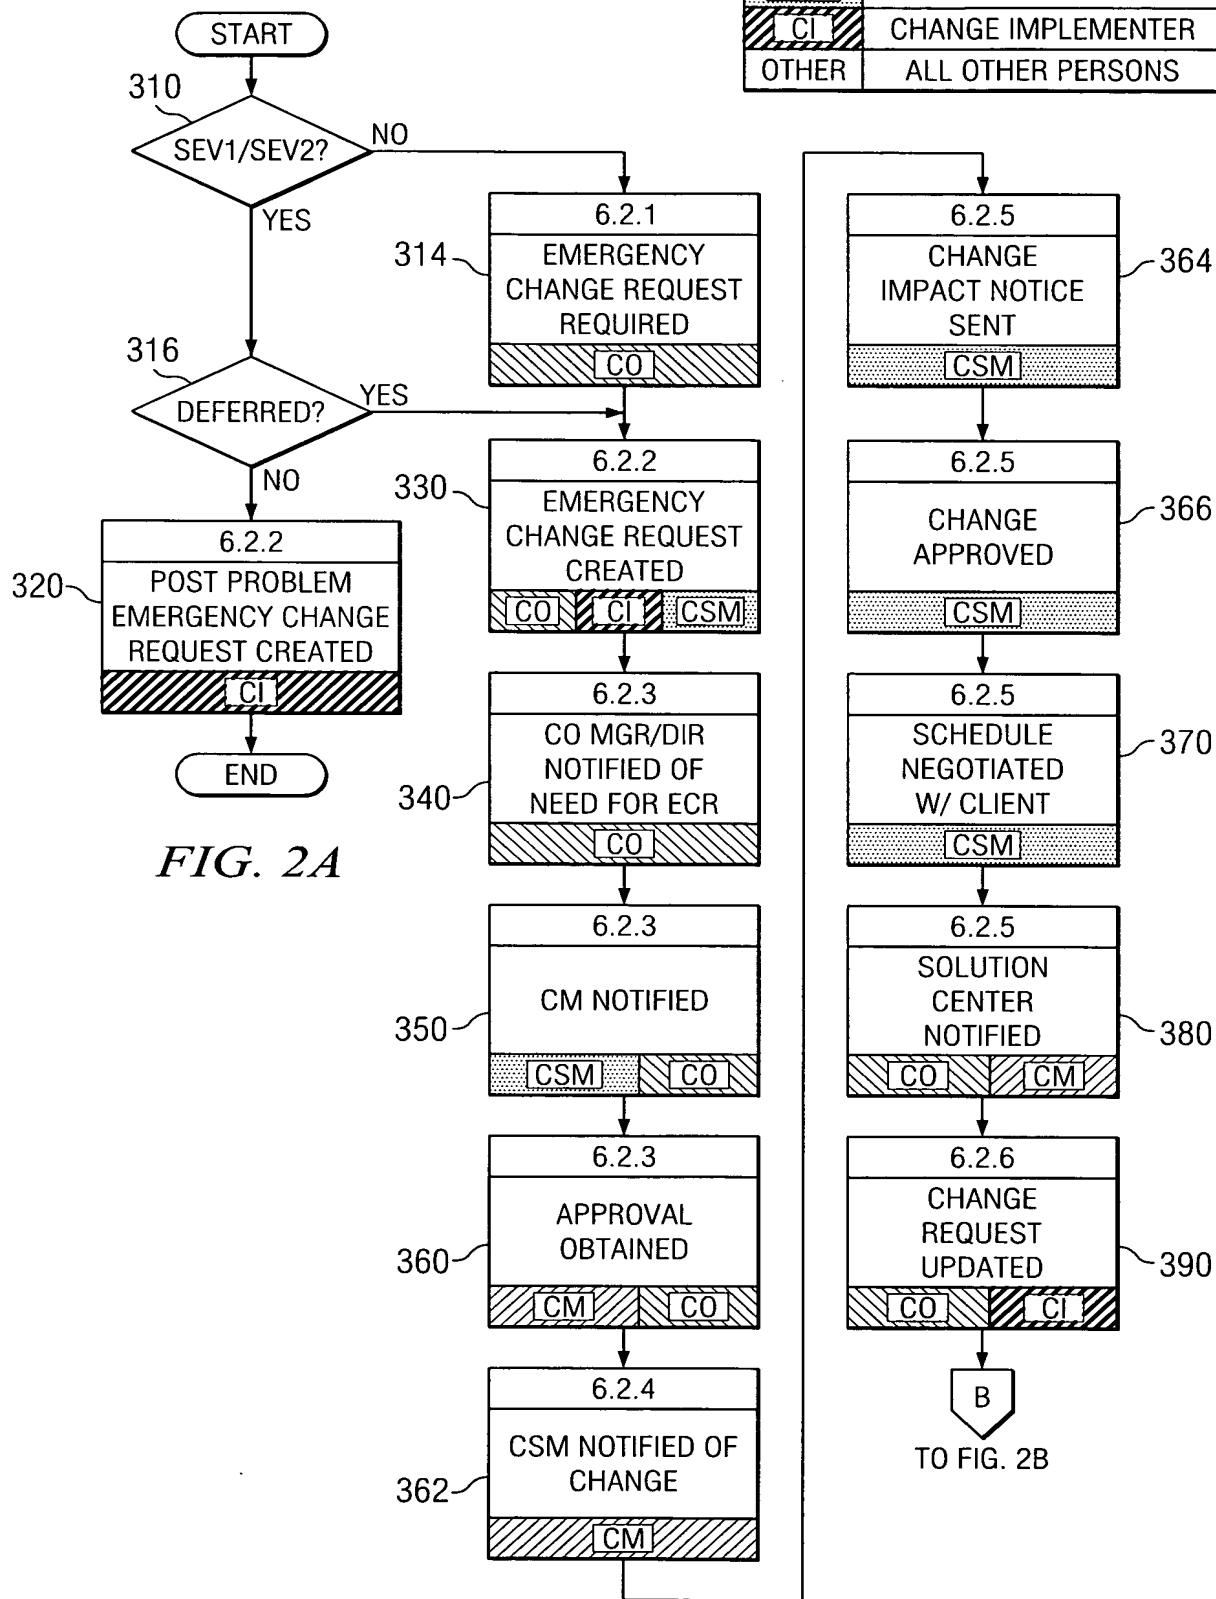 START
CI CHANGE IMPLEMENTER
OTHER ALL OTHER PERSONS
310
SEV1/SEV2?
NO
YES
316
DEFERRED?
YES
NO
6.2.2
320
POST PROBLEM
EMERGENCY CHANGE
REQUEST CREATED
CI
END
FIG. 2A
6.2.1
314
EMERGENCY
CHANGE REQUEST
REQUIRED
CO
6.2.2
330
EMERGENCY
CHANGE REQUEST
CREATED
CO CI CSM
6.2.3
340
CO MGR/DIR
NOTIFIED OF
NEED FOR ECR
CO
6.2.3
350
CM NOTIFIED
CSM CO
6.2.3
360
APPROVAL
OBTAINED
CM CO
6.2.4
362
CSM NOTIFIED OF
CHANGE
CM
6.2.5
364
CHANGE
IMPACT NOTICE
SENT
CSM
6.2.5
366
CHANGE
APPROVED
CSM
6.2.5
370
SCHEDULE
NEGOTIATED
W/ CLIENT
CSM
6.2.5
380
SOLUTION
CENTER
NOTIFIED
CO CM
6.2.6
390
CHANGE
REQUEST
UPDATED
CO CI
B
TO FIG. 2B